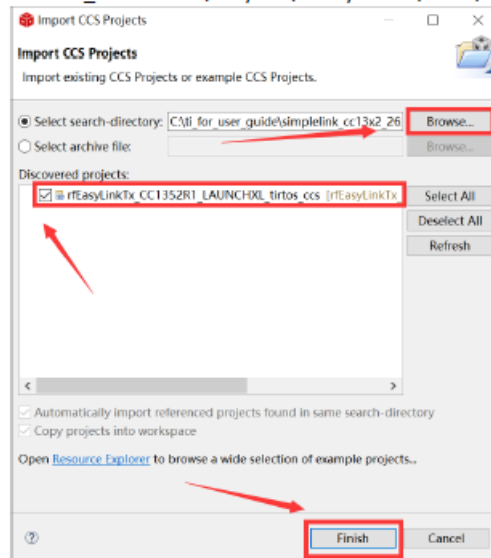 Import CCS Projects
Import CCS Projects
Import existing CCS Projects or example CCS Projects.
Select search-directory: C:\ti_for_user_guide\simplelink_cc13x2_26 Browse...
Select archive file: Browse...
Discovered projects:
rfEasyLinkTx_CC1352R1_LAUNCHXL_tirtos_ccs [rfEasyLinkTx Select All
Deselect All
Refresh
Automatically import referenced projects found in same search-directory
Copy projects into workspace
Open Resource Explorer to browse a wide selection of example projects...
Finish Cancel